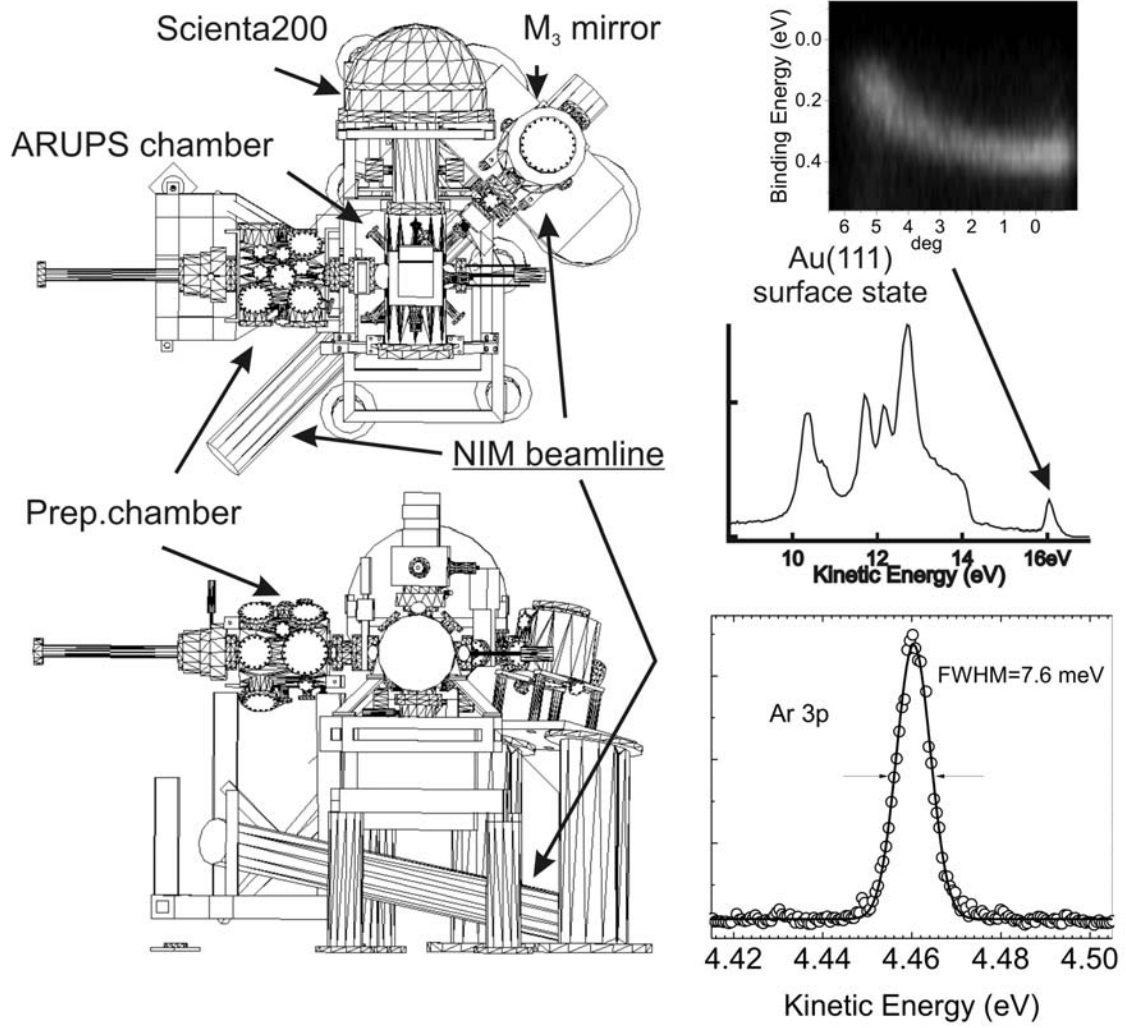 Scienta200
M3 mirror
ARUPS chamber
NIM beamline
Prep.chamber
Binding Energy (eV)
0.0
0.2
0.4
6 5 4 3 2 1 0
deg
Au(111)
surface state
10 12 14 16eV
Kinetic Energy (eV)
FWHM=7.6 meV
Ar 3p
4.42 4.44 4.46 4.48 4.50
Kinetic Energy (eV)